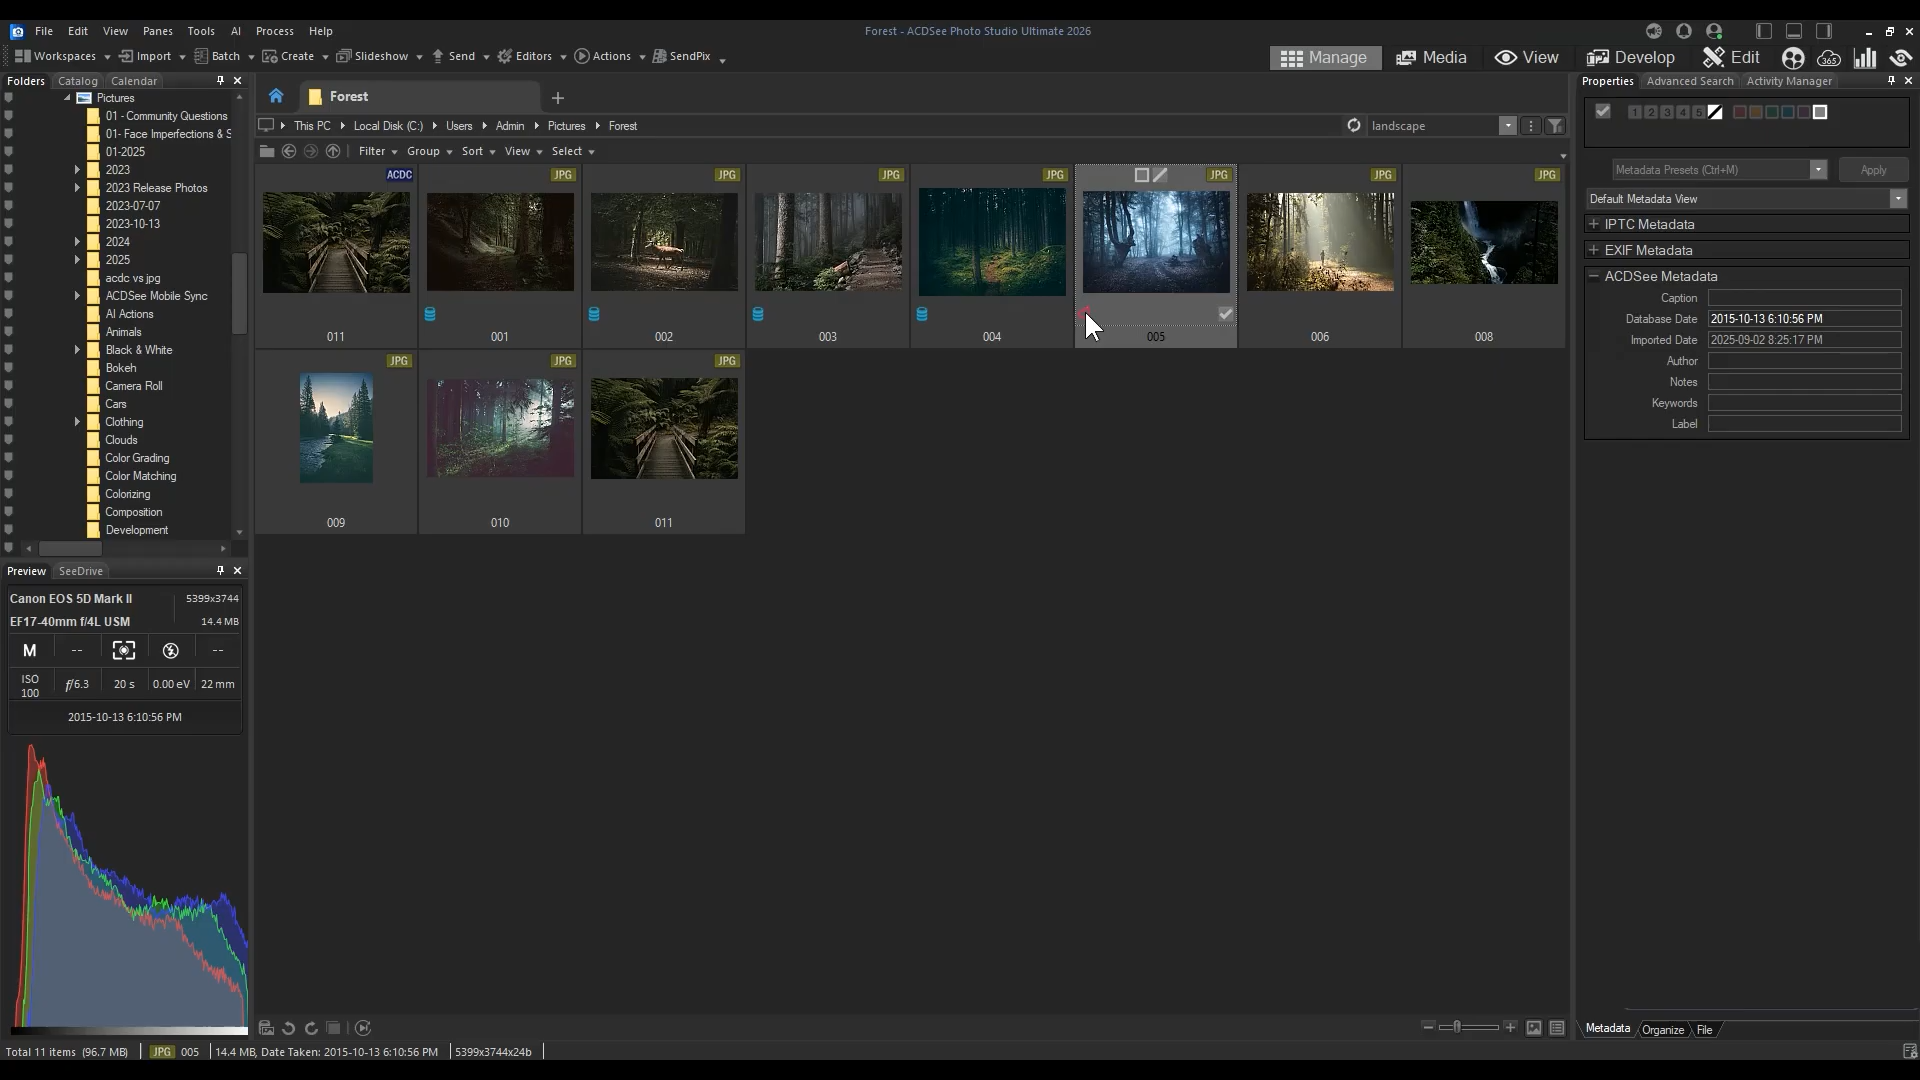 File Edit View Panes Tools AI Process Help
Forest - ACDSee Photo Studio Ultimate 2026
Workspaces Import Batch Create Slideshow Send Editors Actions SendPix
Manage Media View Develop Edit 365
Folders Catalog Calendar
Pictures
01 - Community Questions
01- Face Imperfections & S
01-2025
2023
2023 Release Photos
2023-07-07
2023-10-13
2024
2025
acdc vs jpg
ACDSee Mobile Sync
AI Actions
Animals
Black & White
Bokeh
Camera Roll
Cars
Clothing
Clouds
Color Grading
Color Matching
Colorizing
Composition
Development
Preview SeeDrive
Canon EOS 5D Mark II 5399x3744
EF17-40mm f/4L USM 14.4 MB
M -- --
ISO 100 f/6.3 20 s 0.00 eV 22 mm
2015-10-13 6:10:56 PM
Forest
This PC Local Disk (C:) Users Admin Pictures Forest
landscape
Filter Group Sort View Select
ACDC JPG JPG JPG JPG JPG JPG JPG
011 001 002 003 004 005 006 008
JPG JPG JPG
009 010 011
Properties Advanced Search Activity Manager
1 2 3 4 5
Metadata Presets (Ctrl+M) Apply
Default Metadata View
IPTC Metadata
EXIF Metadata
ACDSee Metadata
Caption
Database Date 2015-10-13 6:10:56 PM
Imported Date 2025-09-02 8:25:17 PM
Author
Notes
Keywords
Label
Metadata Organize File
Total 11 items (96.7 MB) JPG 005 14.4 MB, Date Taken: 2015-10-13 6:10:56 PM 5399x3744x24b